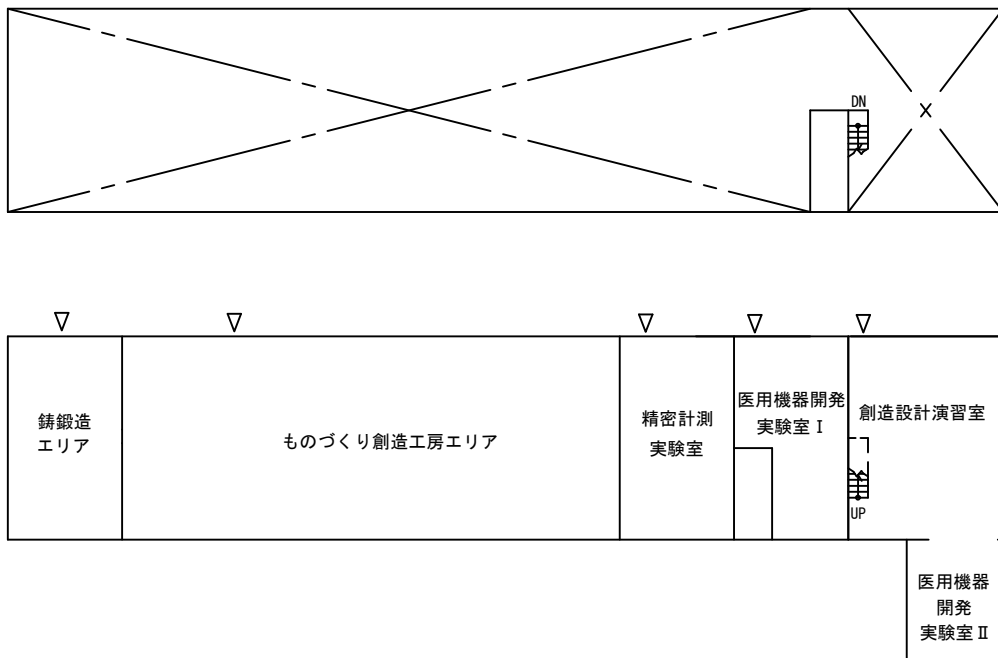 DN
鋳鍛造
エリア
ものづくり創造工房エリア
精密計測
実験室
医用機器開発
実験室Ⅰ
創造設計演習室
UP
医用機器
開発
実験室Ⅱ